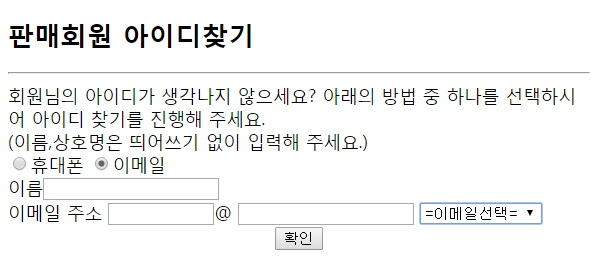 판매회원 아이디찾기
회원님의 아이디가 생각나지 않으세요? 아래의 방법 중 하나를 선택하시
어 아이디 찾기를 진행해 주세요.
(이름,상호명은 띄어쓰기 없이 입력해 주세요.)
휴대폰 이메일
이름
이메일 주소 @ =이메일선택=
확인